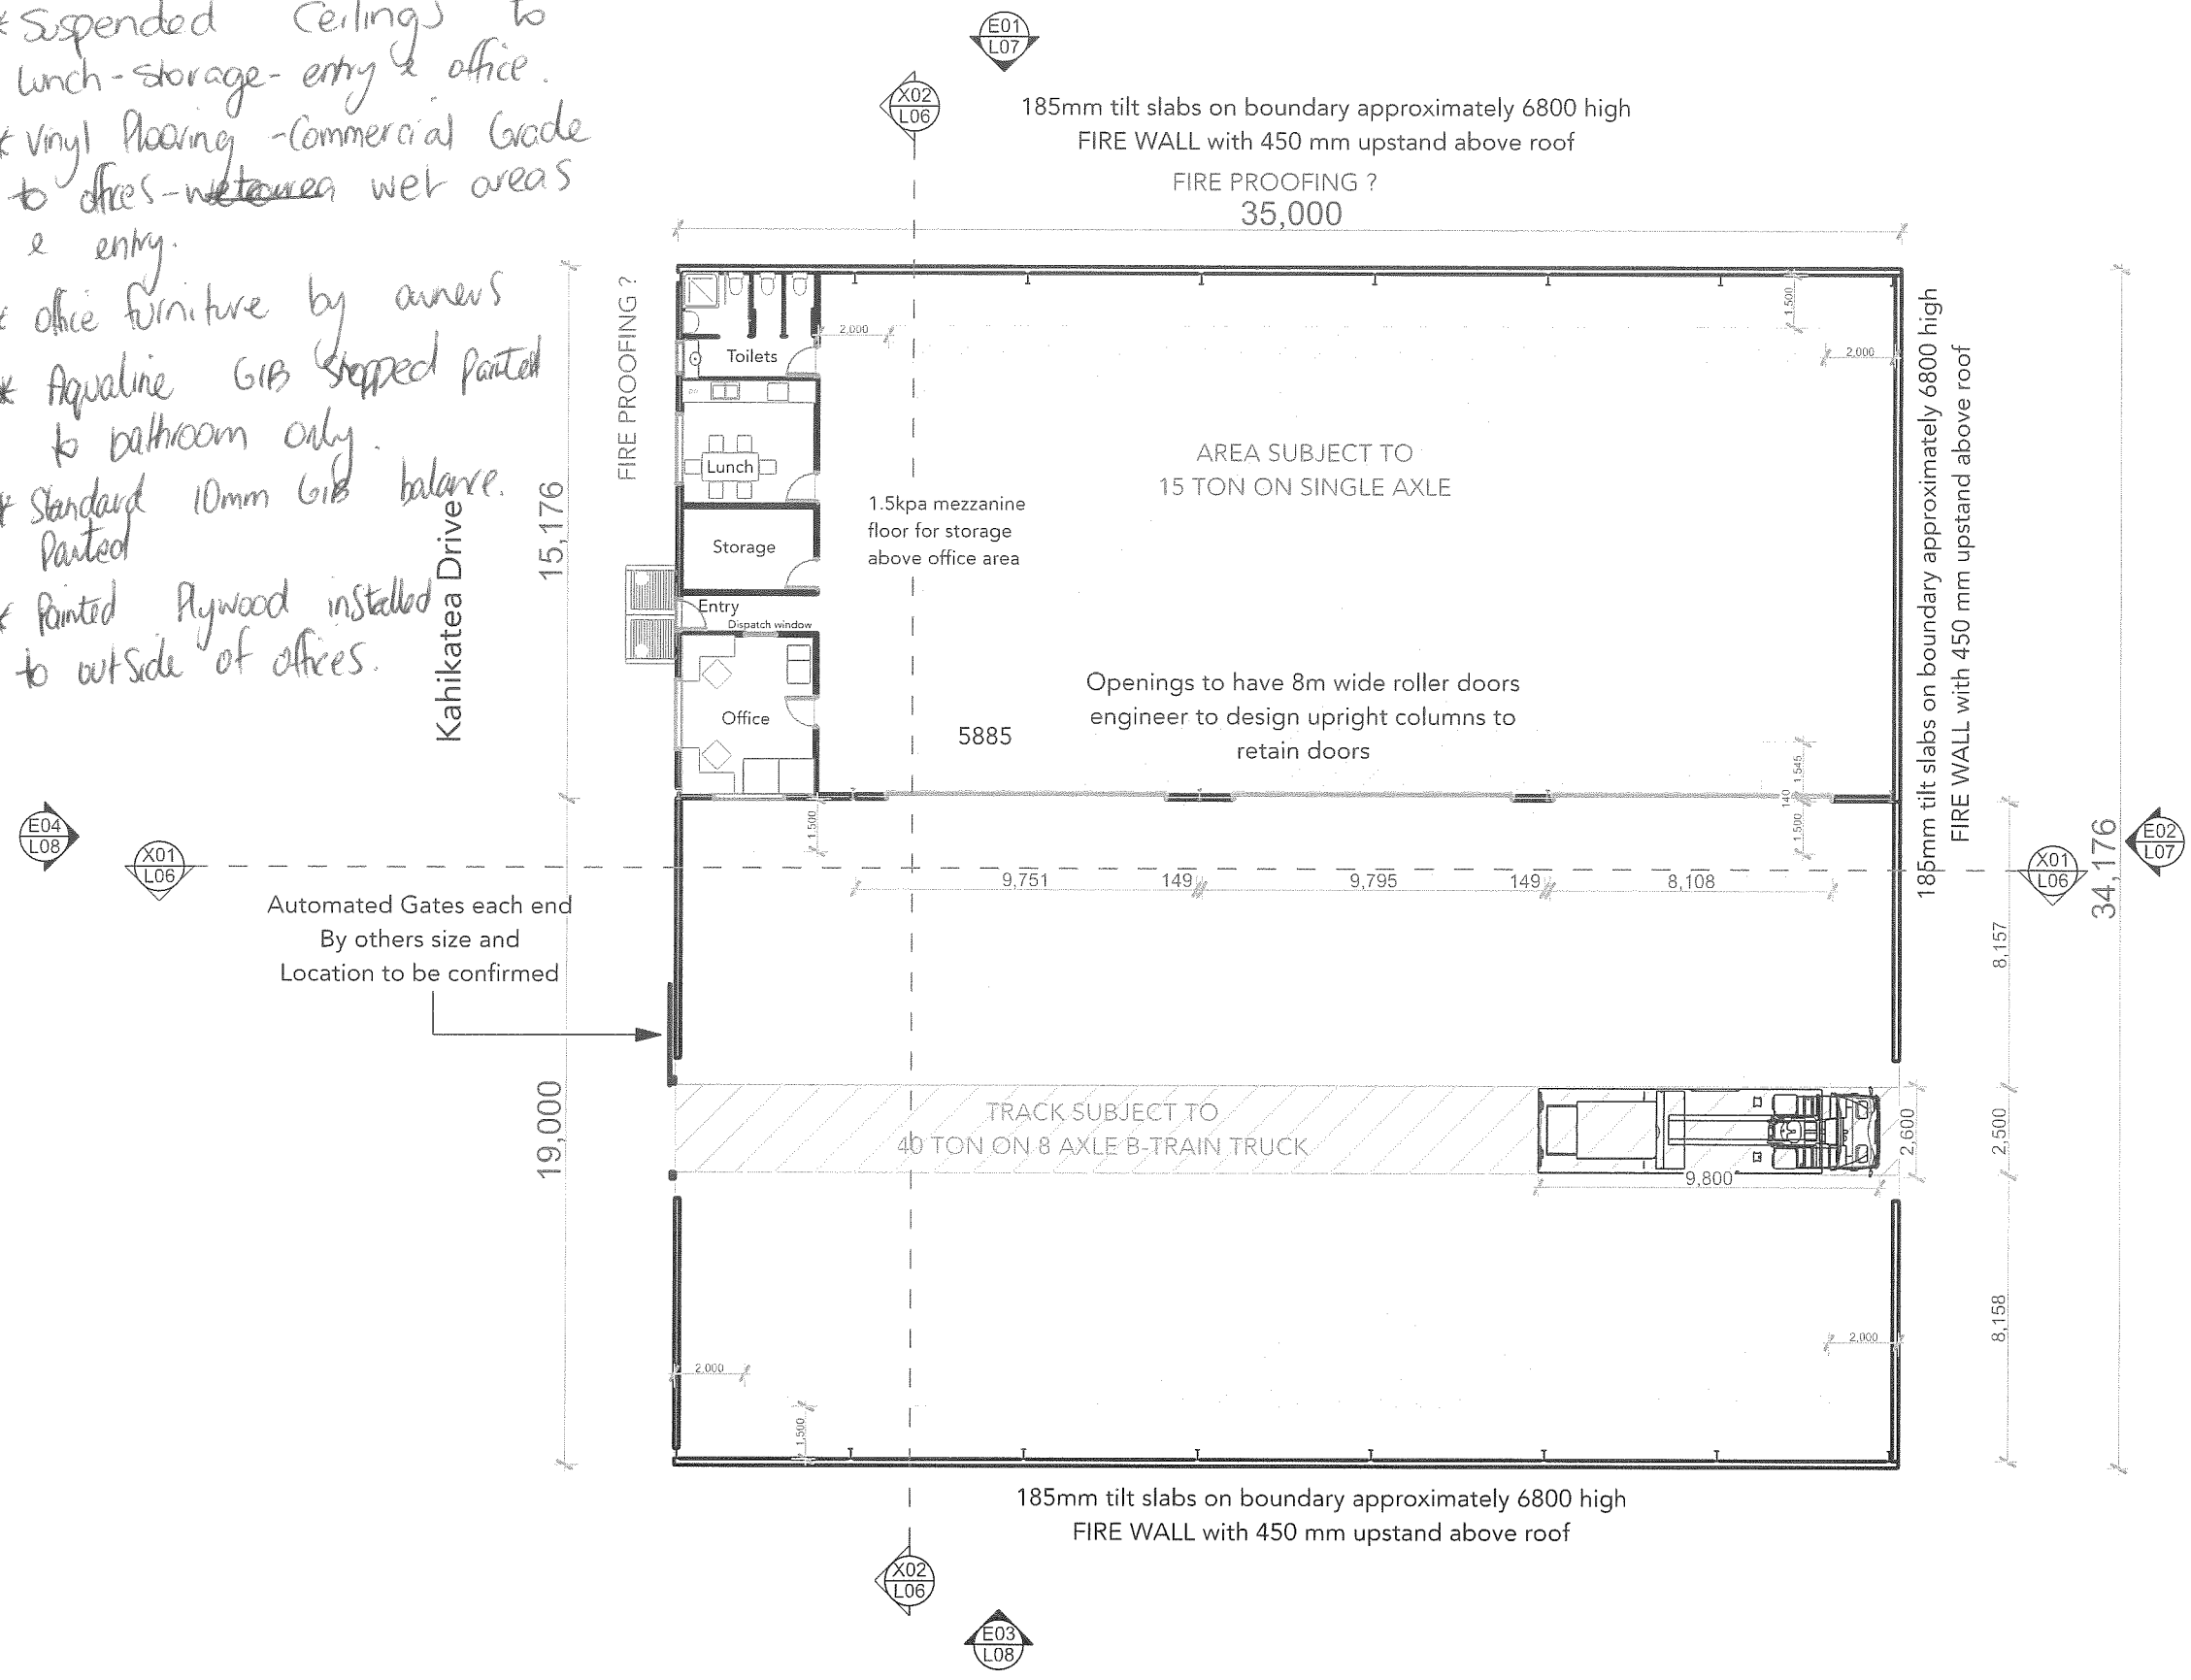 * Suspended Ceilings to
lunch - storage - entry & office.
* Vinyl Flooring - Commercial Grade
to offices - wet areas
& entry.
* office furniture by owners
* Aqualine GIB stopped painted
to bathroom only.
* Standard 10mm GIB balance.
Painted
* Painted Plywood installed
to outside of offices.
Kahikatea Drive
E01
L07
X02
L06
185mm tilt slabs on boundary approximately 6800 high
FIRE WALL with 450 mm upstand above roof
FIRE PROOFING ?
35,000
FIRE PROOFING ?
15,176
Toilets
2,000
1,500
2,000
Lunch
AREA SUBJECT TO
15 TON ON SINGLE AXLE
1.5kpa mezzanine
floor for storage
above office area
Storage
Entry
Dispatch window
Office
5885
Openings to have 8m wide roller doors
engineer to design upright columns to
retain doors
185mm tilt slabs on boundary approximately 6800 high
FIRE WALL with 450 mm upstand above roof
1,545
140
1,500
1,500
E04
L08
X01
L06
E02
L07
X01
L06
34,176
9,751
149
9,795
149
8,108
Automated Gates each end
By others size and
Location to be confirmed
8,157
19,000
TRACK SUBJECT TO
40 TON ON 8 AXLE B-TRAIN TRUCK
2,600
2,500
9,800
8,158
2,000
2,000
1,500
185mm tilt slabs on boundary approximately 6800 high
FIRE WALL with 450 mm upstand above roof
X02
L06
E03
L08